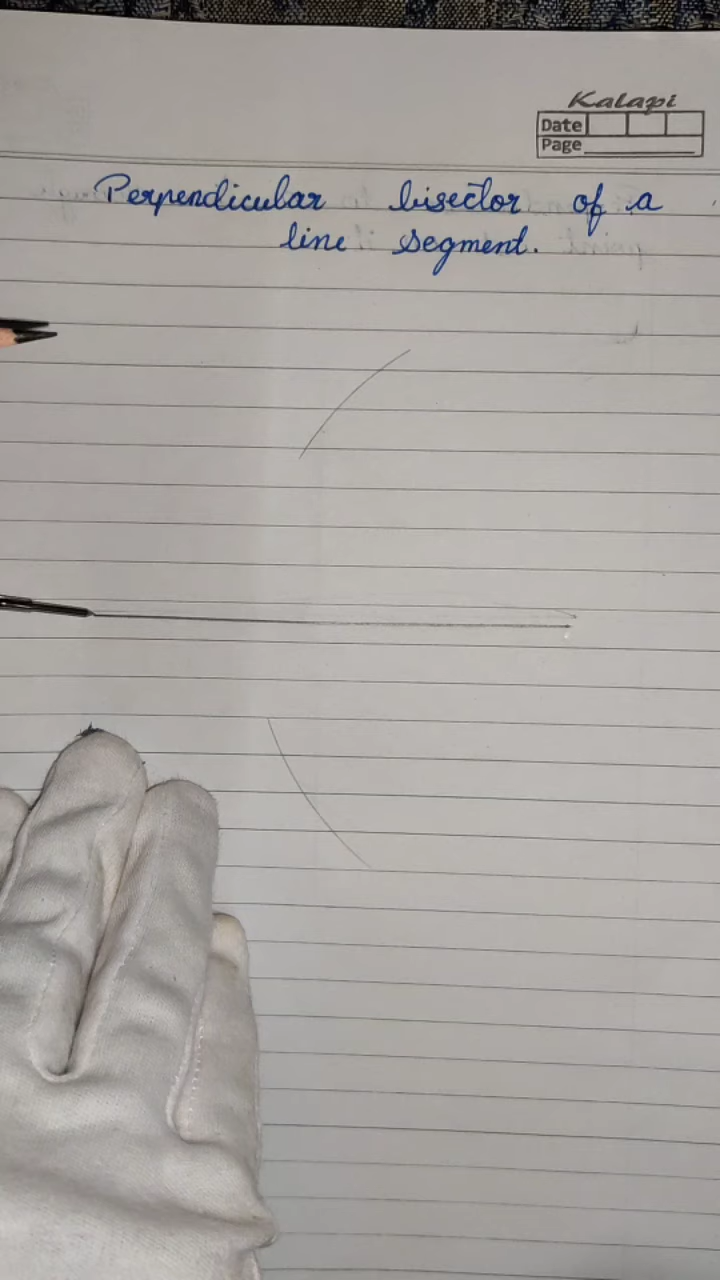 Kalapi
Date
Page
Perpendicular bisector of a
line segment.